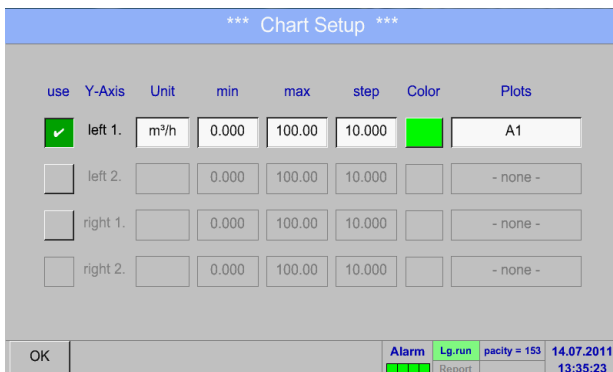 *** Chart Setup ***
use Y-Axis Unit min max step Color Plots
left 1. m³/h 0.000 100.00 10.000 A1
left 2. 0.000 100.00 10.000 - none -
right 1. 0.000 100.00 10.000 - none -
right 2. 0.000 100.00 10.000 - none -
OK Alarm Lg.run pacity = 153 14.07.2011
Report 13:35:23